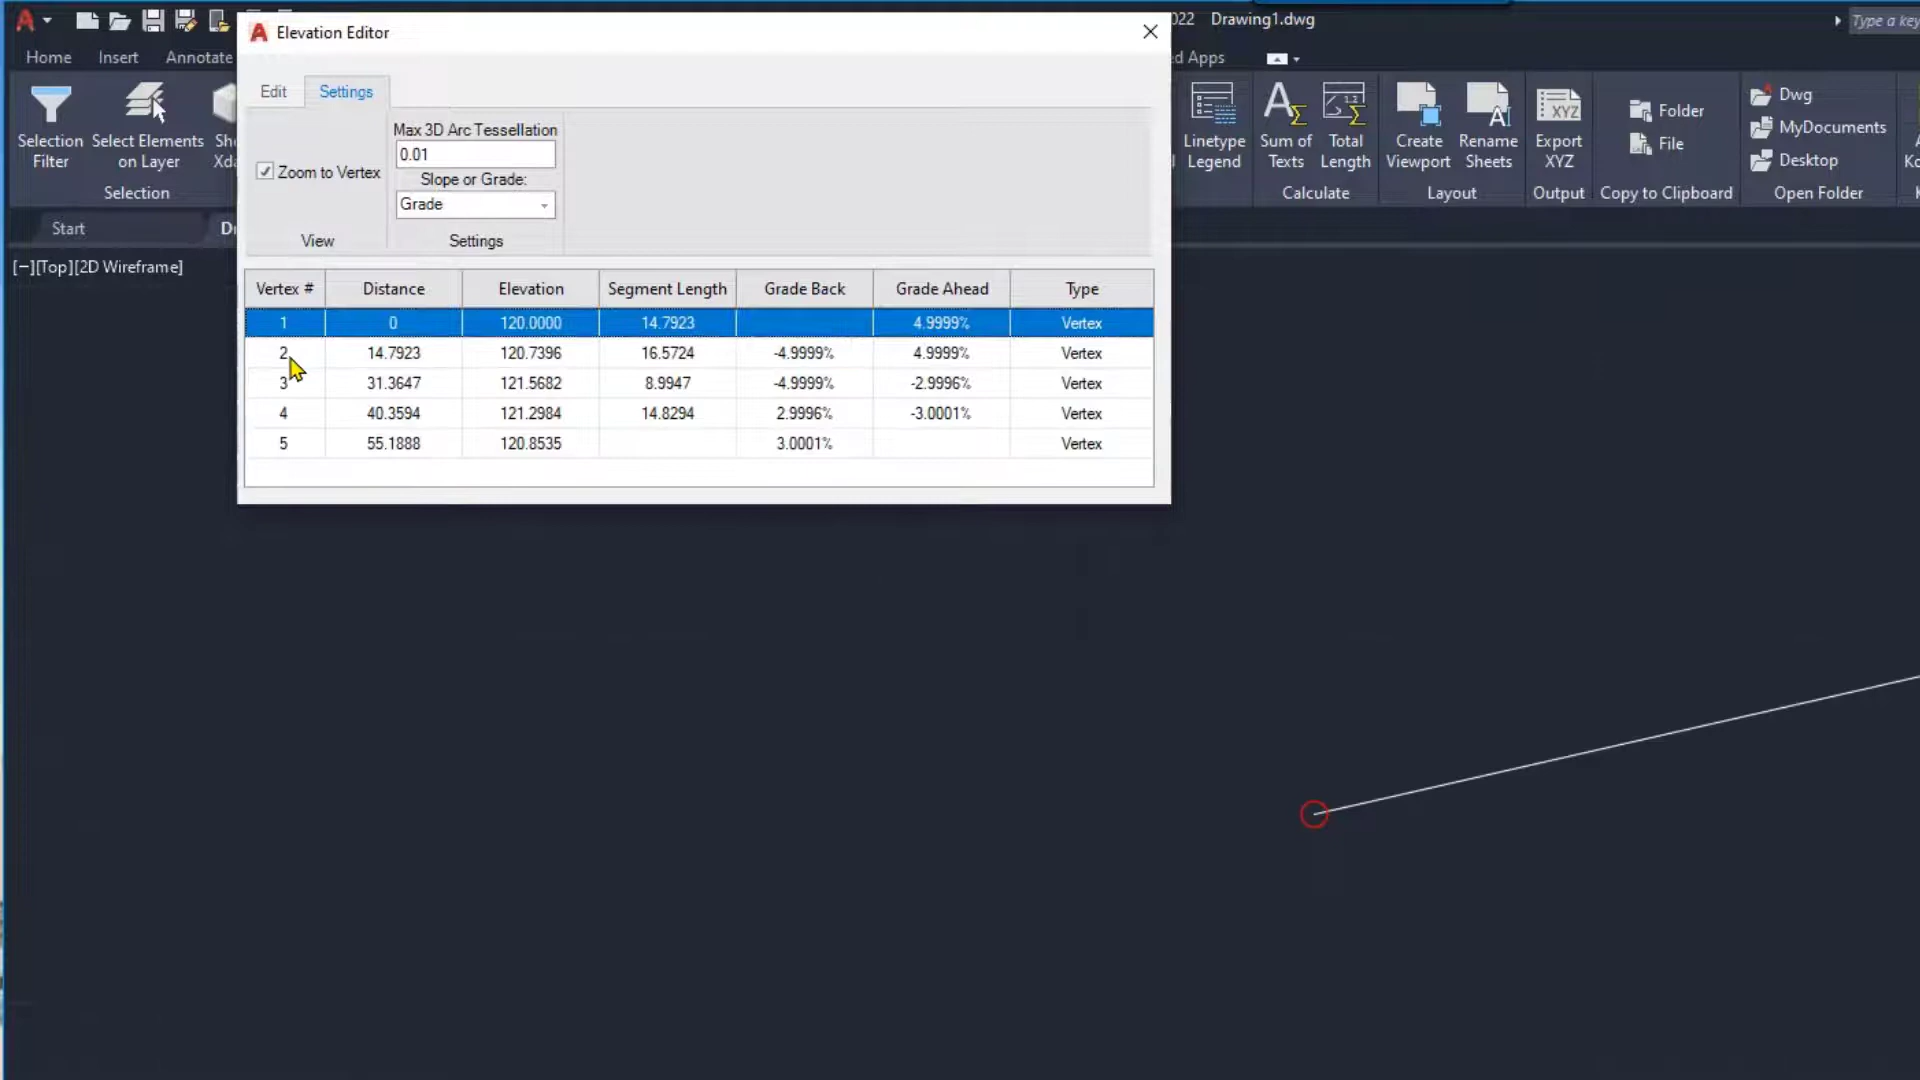 Elevation Editor
022 Drawing1.dwg
Type a key
Home Insert Annotate
d Apps
Edit Settings
Max 3D Arc Tessellation
0.01
Zoom to Vertex
Slope or Grade:
Grade
View Settings
Selection Filter
Select Elements on Layer
Selection
Linetype Legend
Sum of Texts
Total Length
Calculate
Create Viewport
Rename Sheets
Layout
XYZ
Export XYZ
Output
Folder
File
Copy to Clipboard
Dwg
MyDocuments
Desktop
Open Folder
Start
[−][Top][2D Wireframe]
Vertex # Distance Elevation Segment Length Grade Back Grade Ahead Type
1 0 120.0000 14.7923 4.9999% Vertex
2 14.7923 120.7396 16.5724 -4.9999% 4.9999% Vertex
3 31.3647 121.5682 8.9947 -4.9999% -2.9996% Vertex
4 40.3594 121.2984 14.8294 2.9996% -3.0001% Vertex
5 55.1888 120.8535 3.0001% Vertex